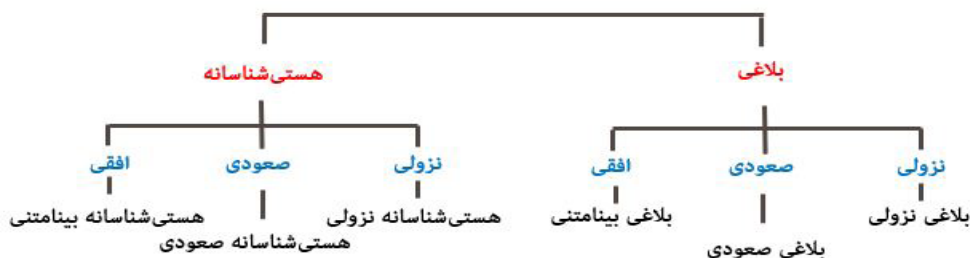 بلاغی
هستی‌شناسانه
نزولی
صعودی
افقی
نزولی
صعودی
افقی
بلاغی نزولی
بلاغی صعودی
بلاغی بینامتنی
هستی‌شناسانه نزولی
هستی‌شناسانه صعودی
هستی‌شناسانه بینامتنی